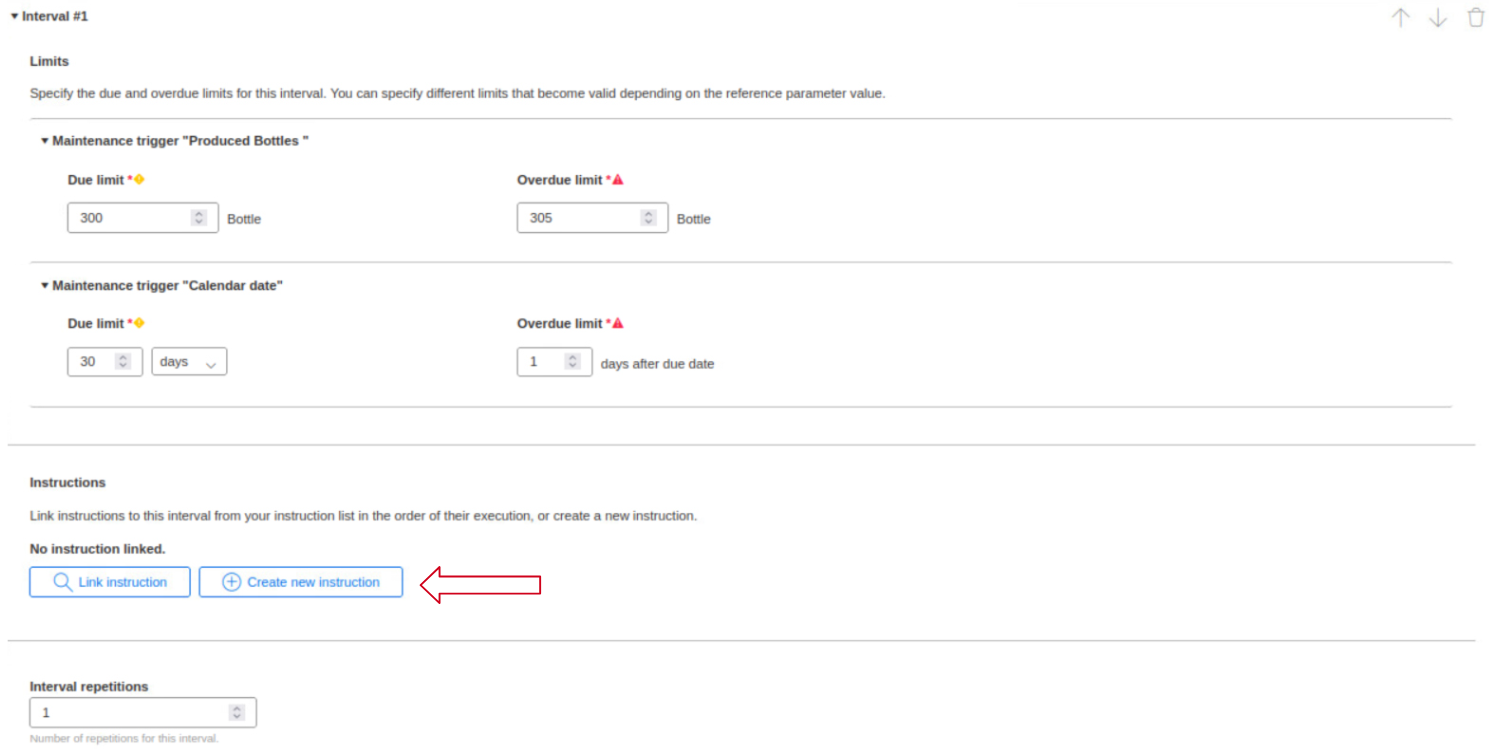 Interval #1
Limits
Specify the due and overdue limits for this interval. You can specify different limits that become valid depending on the reference parameter value.
Maintenance trigger "Produced Bottles "
Due limit * Overdue limit *
300 Bottle 305 Bottle
Maintenance trigger "Calendar date"
Due limit * Overdue limit *
30 days 1 days after due date
Instructions
Link instructions to this interval from your instruction list in the order of their execution, or create a new instruction.
No instruction linked.
Link instruction Create new instruction
Interval repetitions
1
Number of repetitions for this interval.